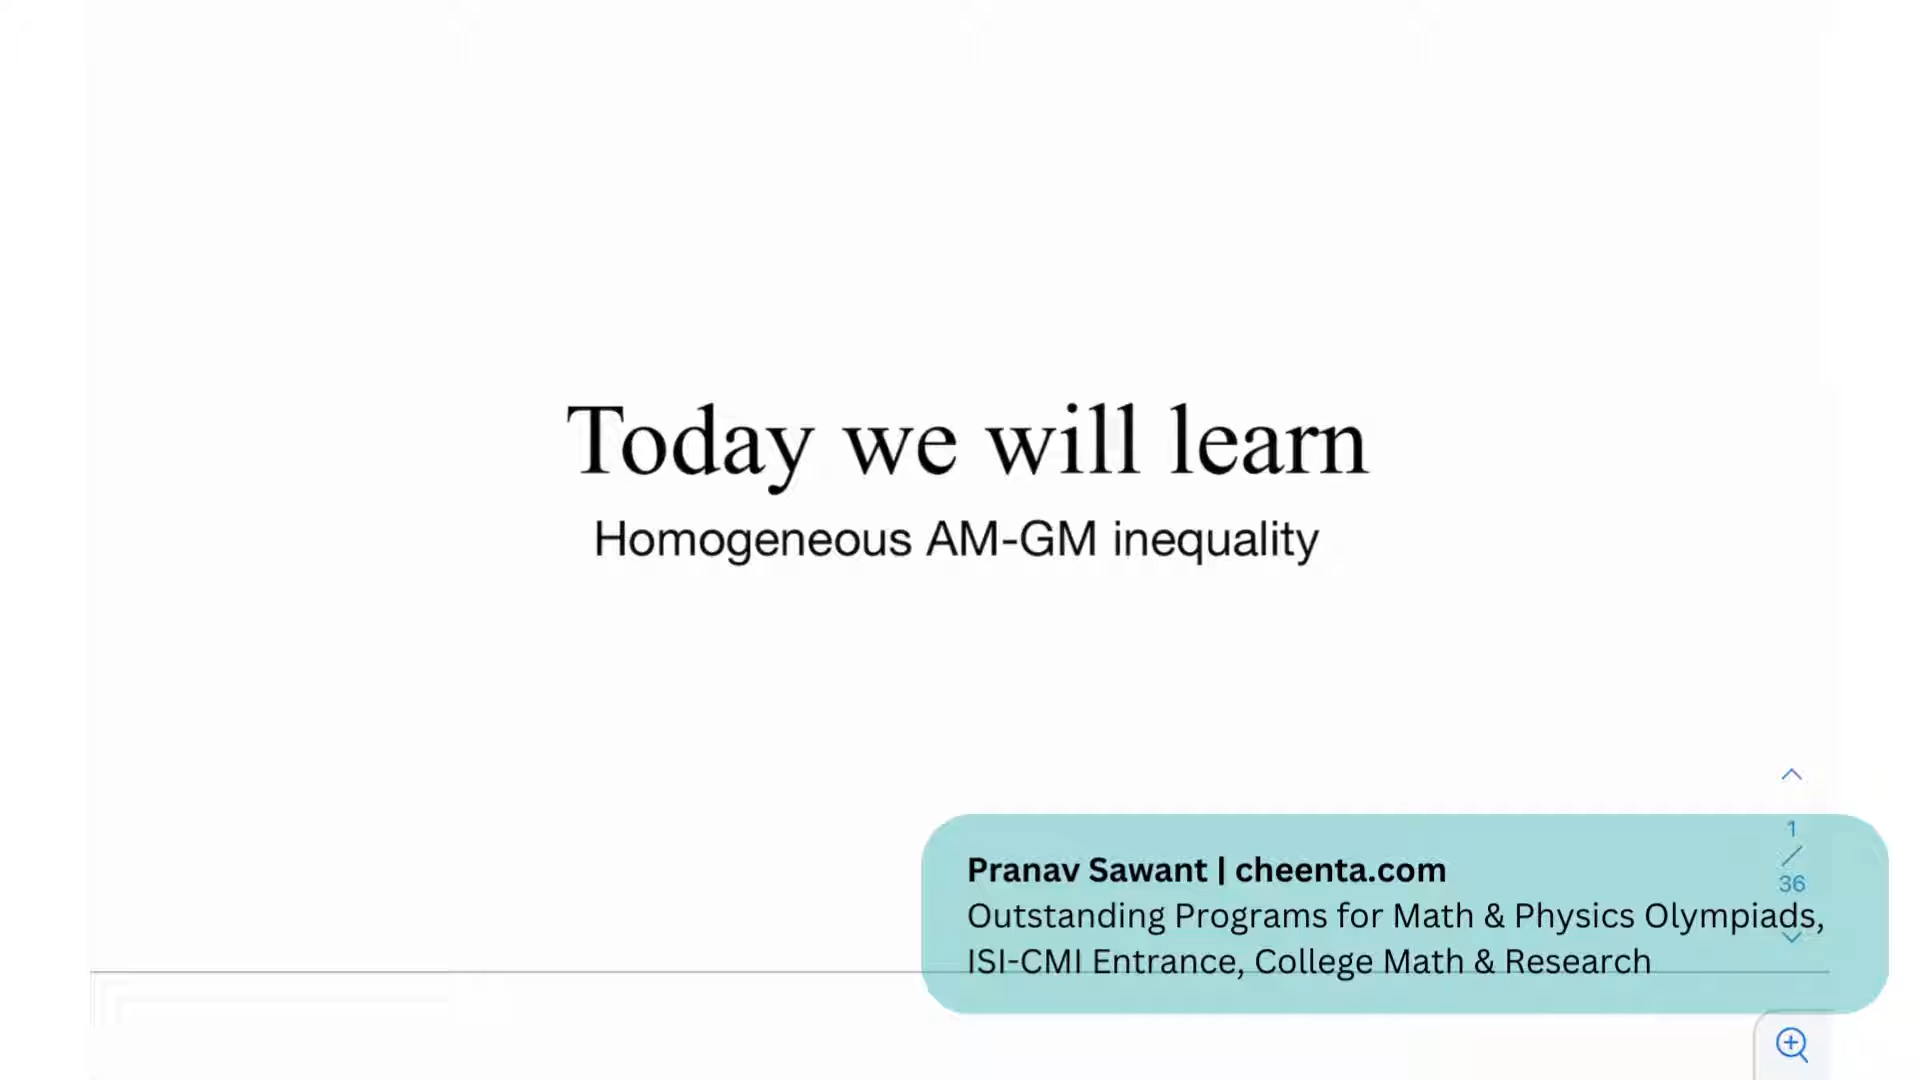 Today we will learn
Homogeneous AM-GM inequality
1
/
36
Pranav Sawant | cheenta.com
Outstanding Programs for Math & Physics Olympiads,
ISI-CMI Entrance, College Math & Research